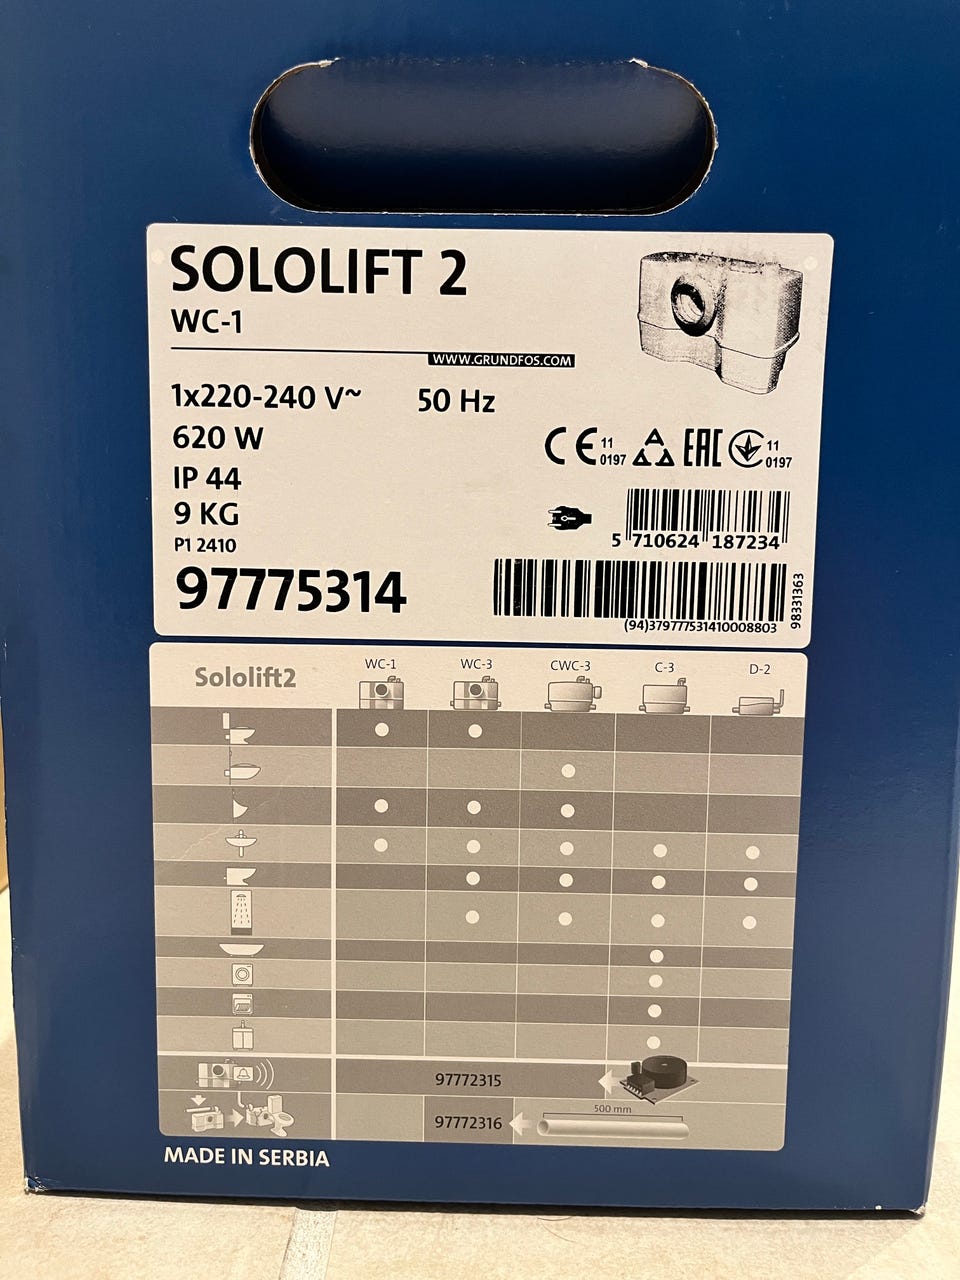 SOLOLIFT 2
WC-1
WWW.GRUNDFOS.COM
1x220-240 V~ 50 Hz
620 W
IP 44
9 KG
P1 2410
97775314
CE 11 0197 EAC 11 0197
5 710624 187234
(94)379777531410008803
98331363
Sololift2 WC-1 WC-3 CWC-3 C-3 D-2
97772315
97772316 500 mm
MADE IN SERBIA